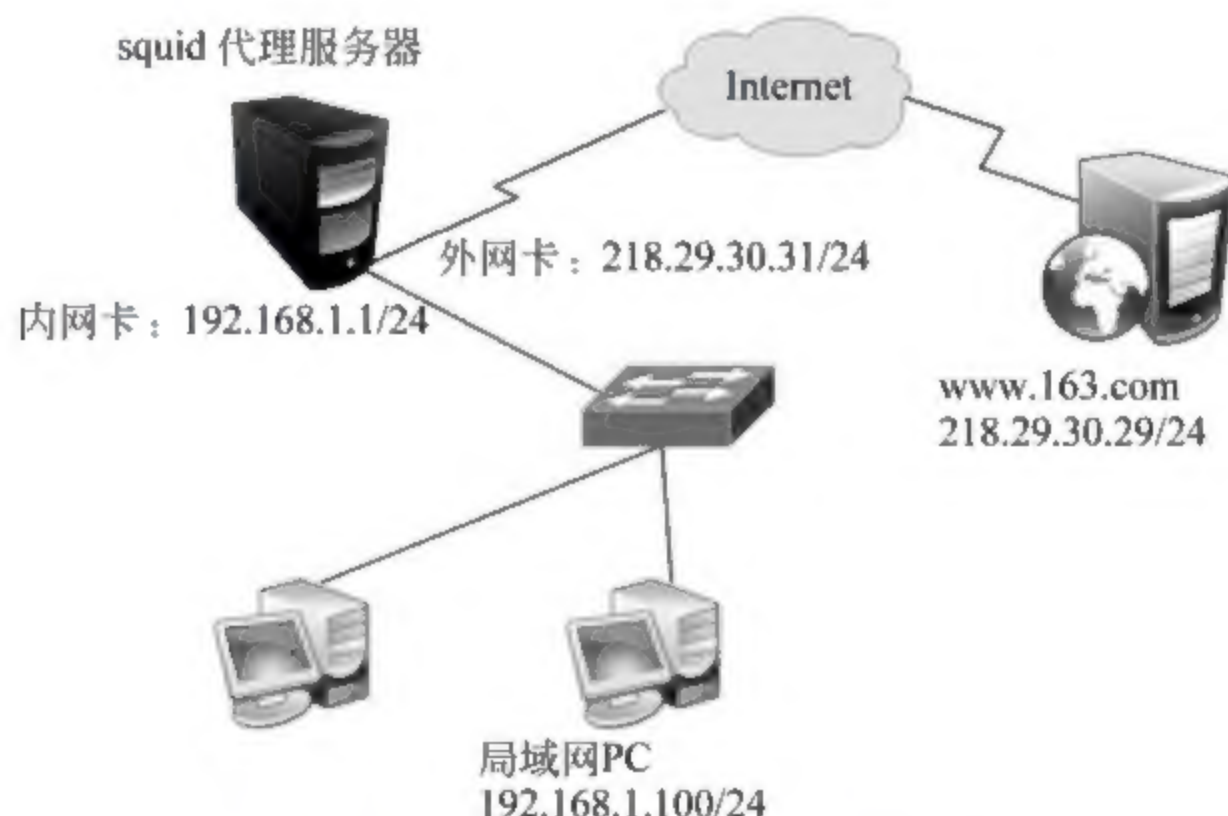 squid 代理服务器
Internet
外网卡：218.29.30.31/24
内网卡：192.168.1.1/24
www.163.com
218.29.30.29/24
局域网PC
192.168.1.100/24